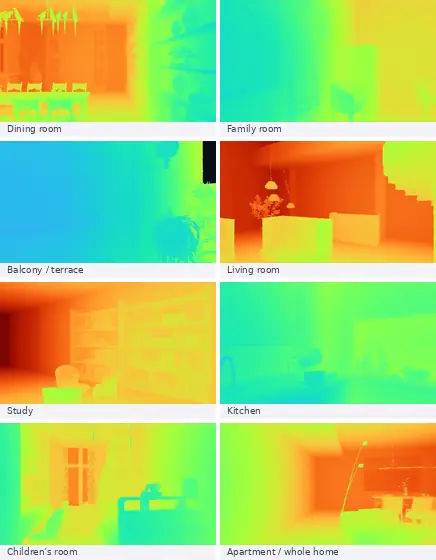 Dining room
Family room
Balcony / terrace
Living room
Study
Kitchen
Children's room
Apartment / whole home